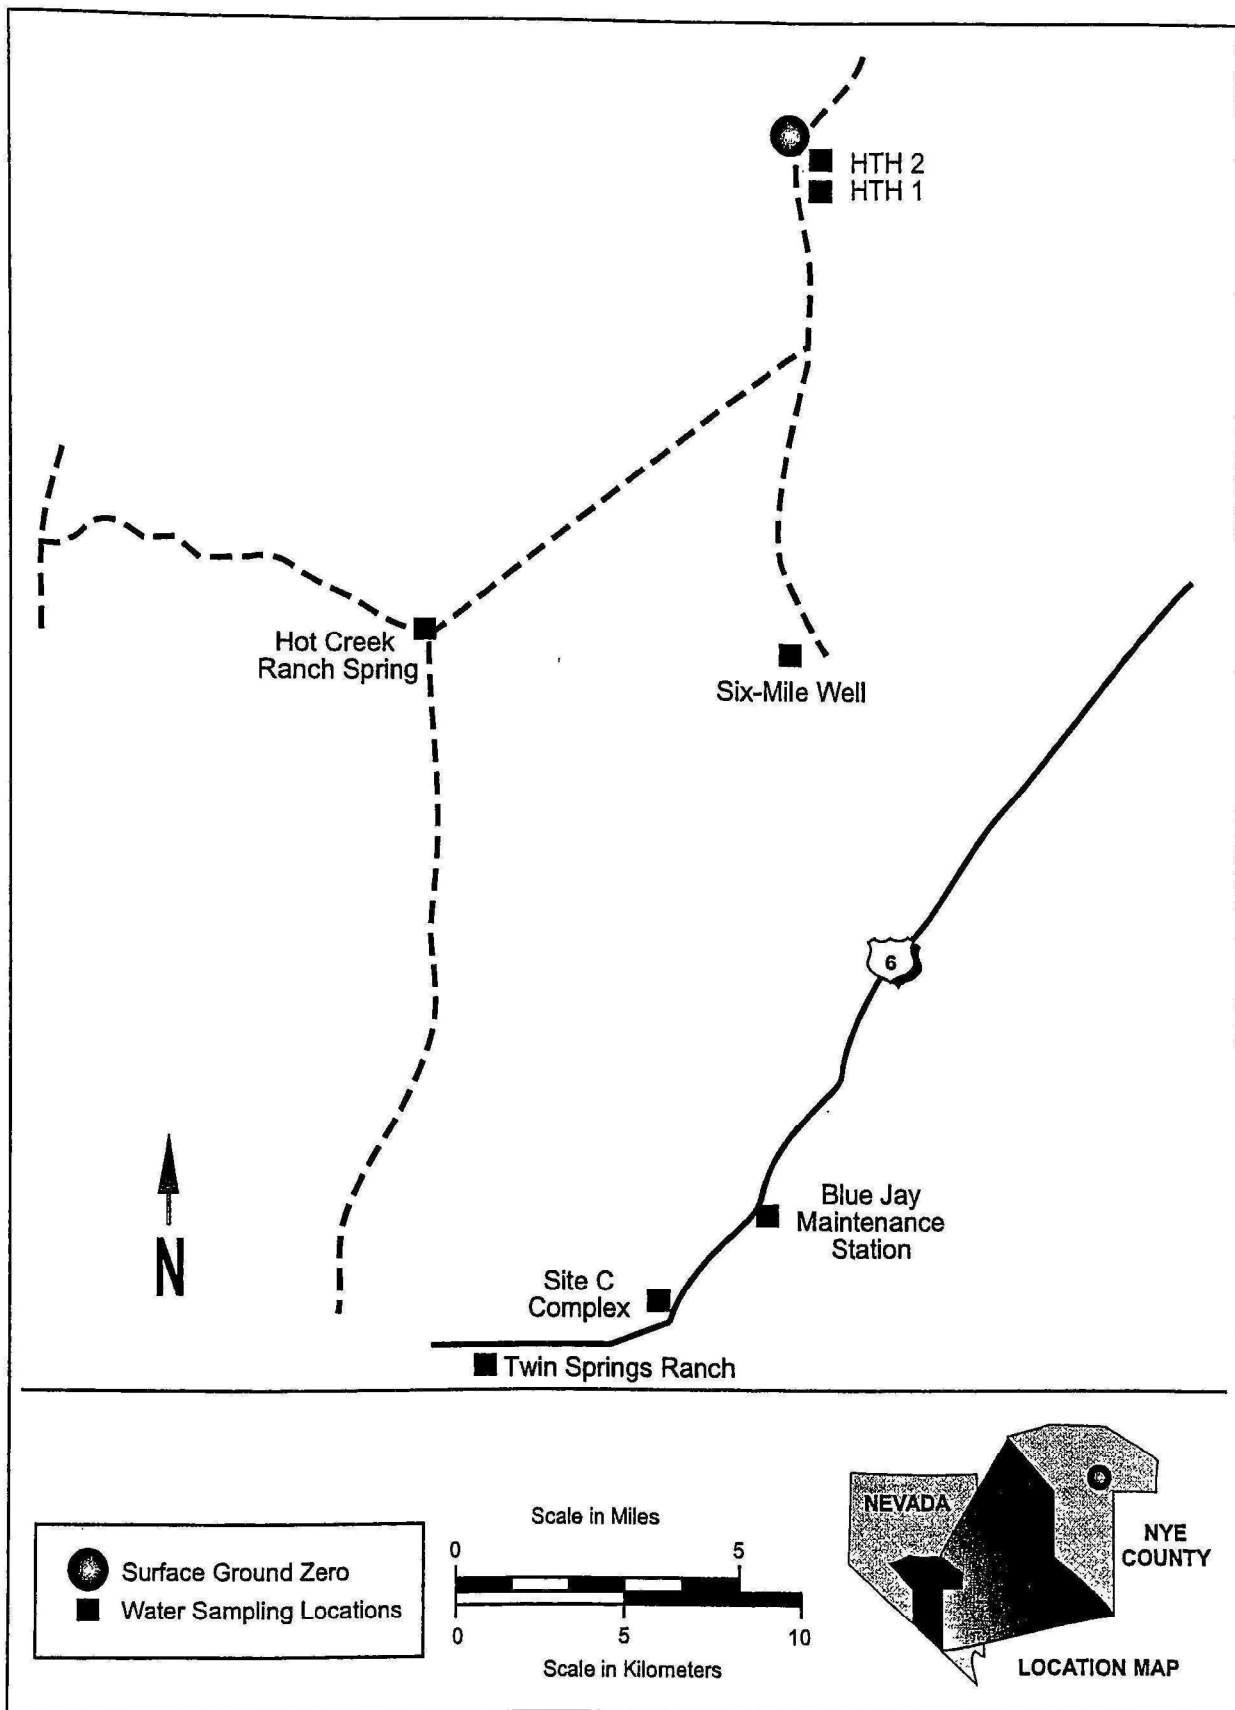 HTH 2
HTH 1
Hot Creek
Ranch Spring
Six-Mile Well
6
Blue Jay
Maintenance
Station
N
Site C
Complex
Twin Springs Ranch
Surface Ground Zero
Water Sampling Locations
Scale in Miles
0 5
0 5 10
Scale in Kilometers
NEVADA
NYE
COUNTY
LOCATION MAP